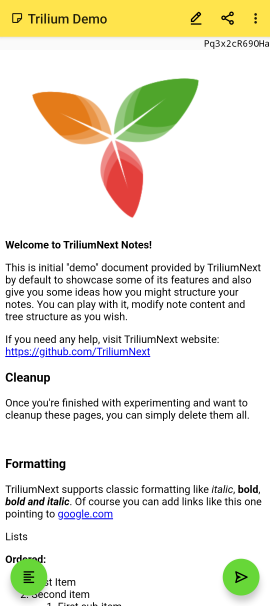 Trilium Demo
Pq3x2cR69OHa
Welcome to TriliumNext Notes!
This is initial "demo" document provided by TriliumNext
by default to showcase some of its features and also
give you some ideas how you might structure your
notes. You can play with it, modify note content and
tree structure as you wish.
If you need any help, visit TriliumNext website:
https://github.com/TriliumNext
Cleanup
Once you're finished with experimenting and want to
cleanup these pages, you can simply delete them all.
Formatting
TriliumNext supports classic formatting like italic, bold,
bold and italic. Of course you can add links like this one
pointing to google.com
Lists
Ordered:
Item
2. Second item
1. First sub-item